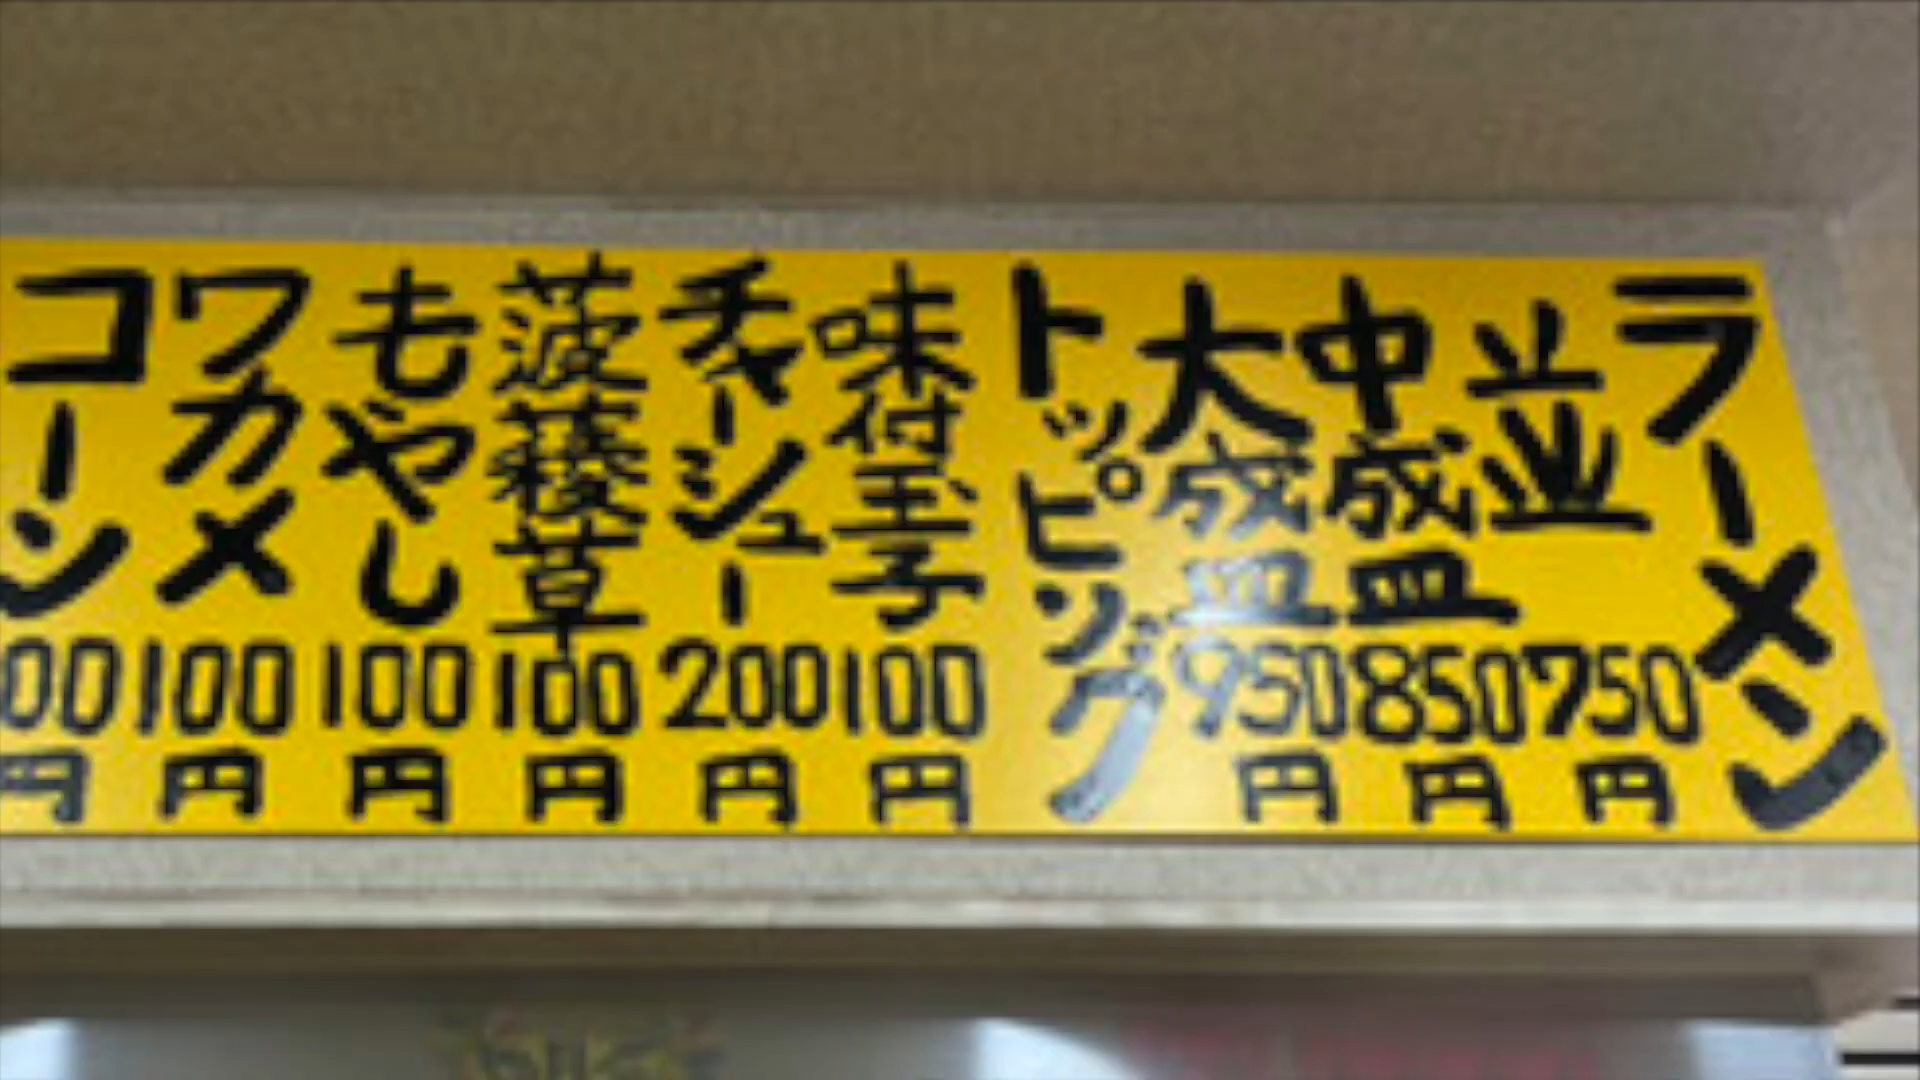 ラーメン
並 750円
中盛 850円
大盛 950円
トッピング
味付玉子 100円
チャーシュー 200円
菠薐草 100円
もやし 100円
ワカメ 100円
コーン 00円